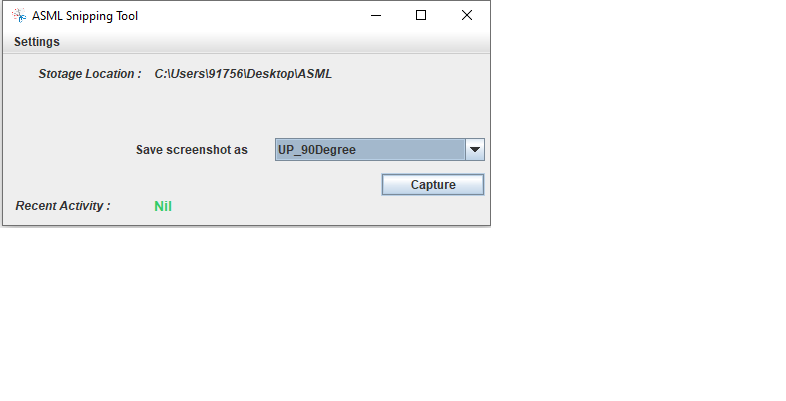 ASML Snipping Tool
Settings
Stotage Location : C:\Users\91756\Desktop\ASML
Save screenshot as UP_90Degree
Capture
Recent Activity : Nil